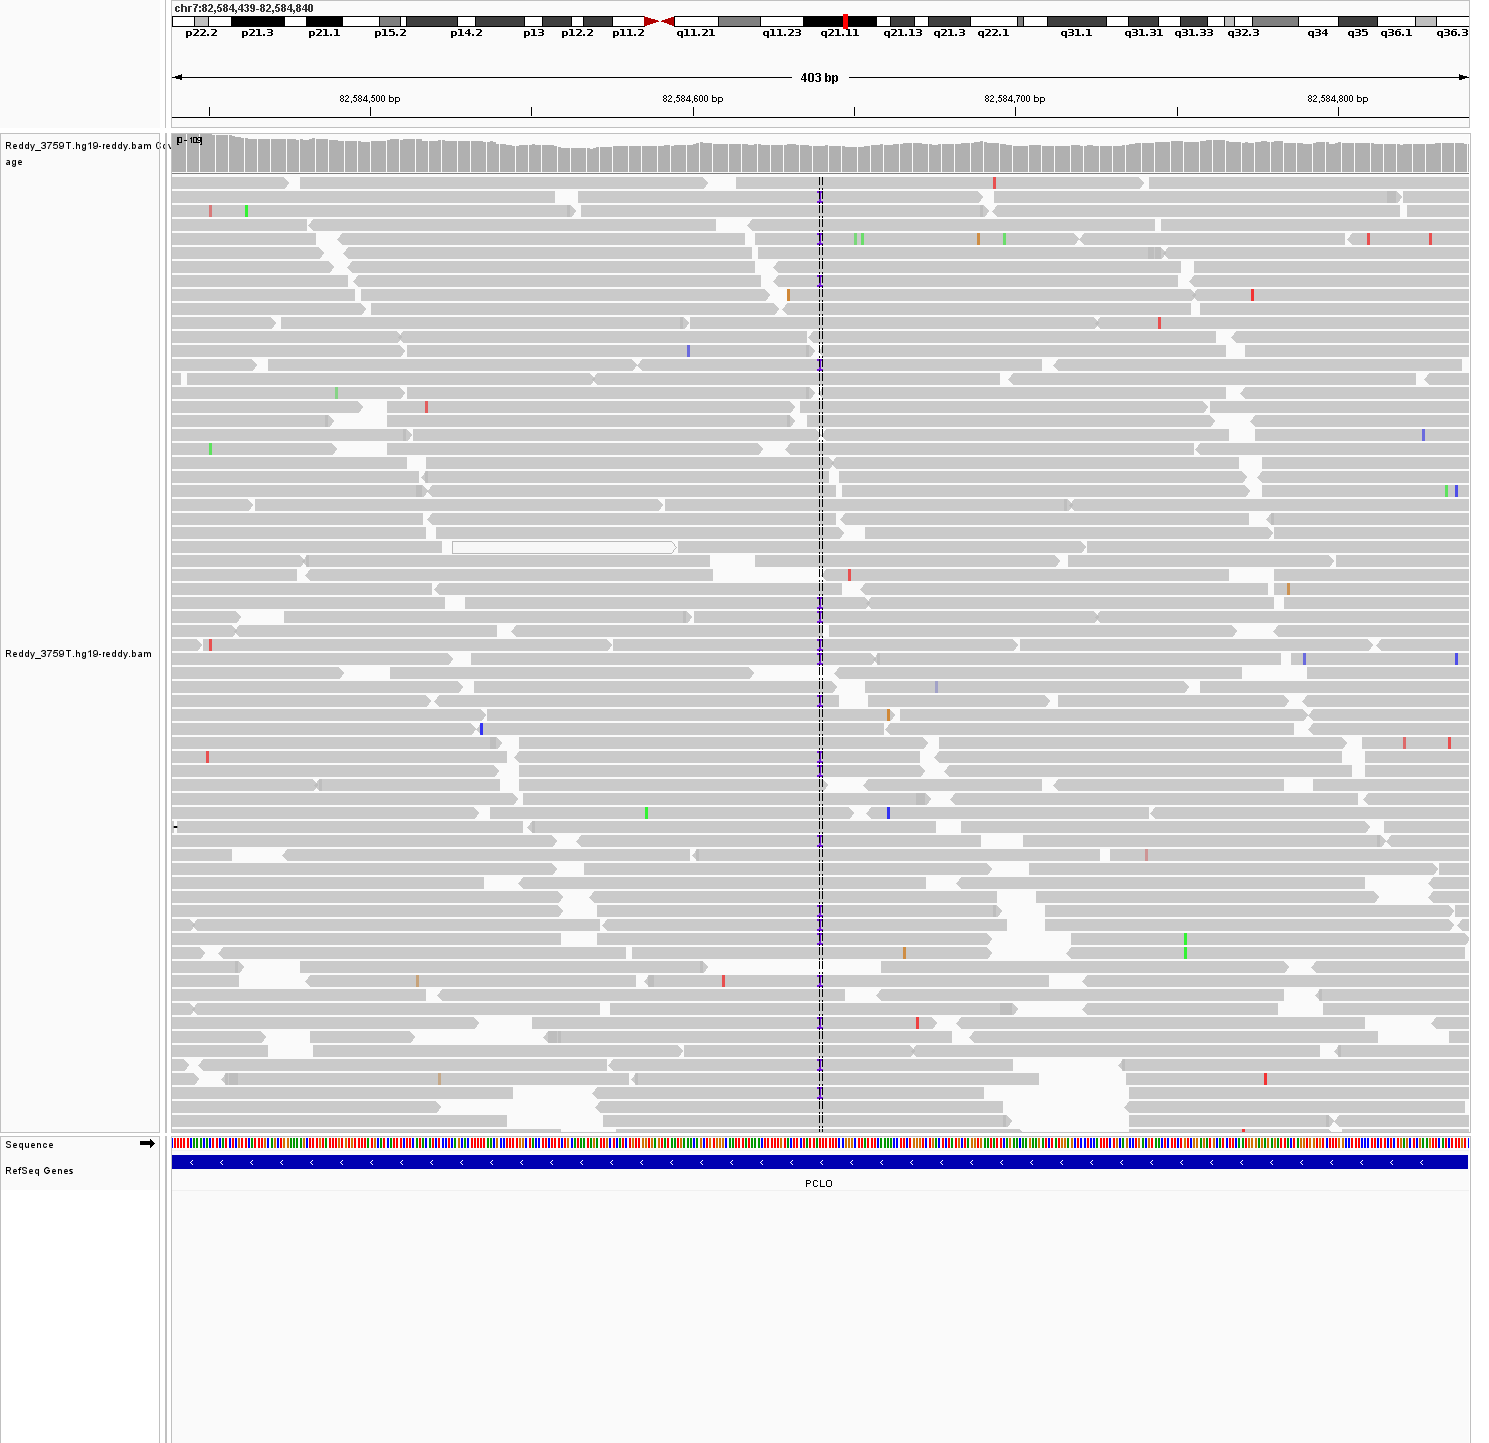 chr7:82,584,439-82,584,840
p22.2 p21.3 p21.1 p15.2 p14.2 p13 p12.2 p11.2 q11.21 q11.23 q21.11 q21.13 q21.3 q22.1 q31.1 q31.31 q31.33 q32.3 q34 q35 q36.1 q36.3
403 bp
82,584,500 bp 82,584,600 bp 82,584,700 bp 82,584,800 bp
[0 - 109]
Reddy_3759T.hg19-reddy.bam Cov
age
Reddy_3759T.hg19-reddy.bam
Sequence
RefSeq Genes
PCLO